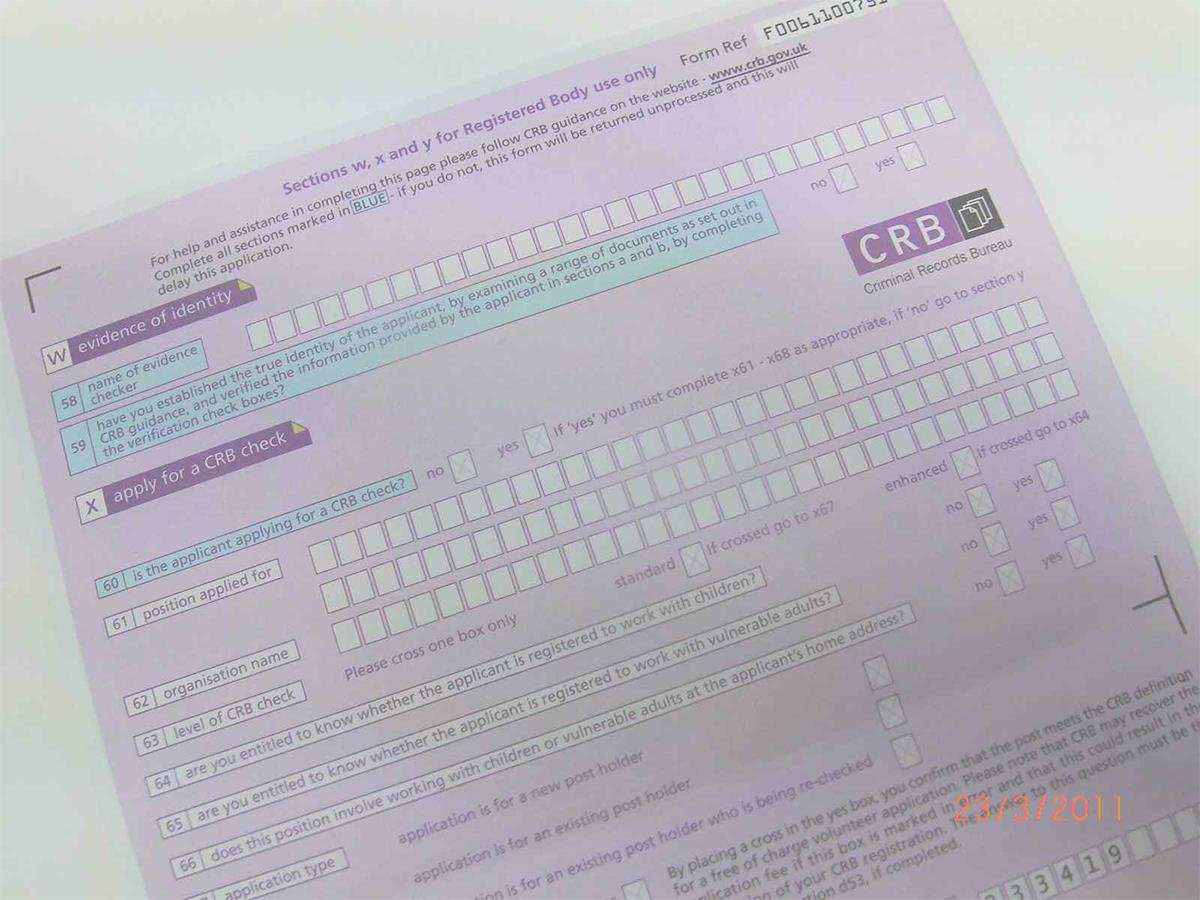 Form Ref F0061100
Sections w, x and y for Registered Body use only
For help and assistance in completing this page please follow CRB guidance on the website - www.crb.gov.uk
Complete all sections marked in BLUE - if you do not, this form will be returned unprocessed and this will
delay this application.
W evidence of identity
58 name of evidence
checker
no yes
59 have you established the true identity of the applicant, by examining a range of documents as set out in
CRB guidance, and verified the information provided by the applicant in sections a and b, by completing
the verification check boxes?
CRB
Criminal Records Bureau
X apply for a CRB check
60 is the applicant applying for a CRB check? no yes If 'yes' you must complete x61 - x68 as appropriate, if 'no' go to section y
61 position applied for
62 organisation name
63 level of CRB check Please cross one box only standard If crossed go to x67 enhanced If crossed go to x64
64 are you entitled to know whether the applicant is registered to work with children? no yes
65 are you entitled to know whether the applicant is registered to work with vulnerable adults? no yes
66 does this position involve working with children or vulnerable adults at the applicant's home address? no yes
application type application is for a new post holder
application is for an existing post holder
is for an existing post holder who is being re-checked
By placing a cross in the yes box, you confirm that the post meets the CRB definition
for a free of charge volunteer application. Please note that CRB may recover the
application fee if this box is marked in error and that this could result in the
of your CRB registration. to this question must be
d53, if completed.
23/3/2011
33419